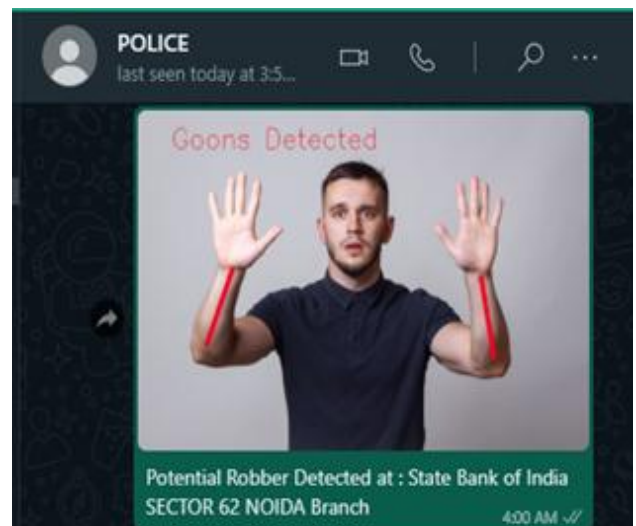 POLICE
last seen today at 3:5...
Goons Detected
Potential Robber Detected at : State Bank of India
SECTOR 62 NOIDA Branch
4:00 AM